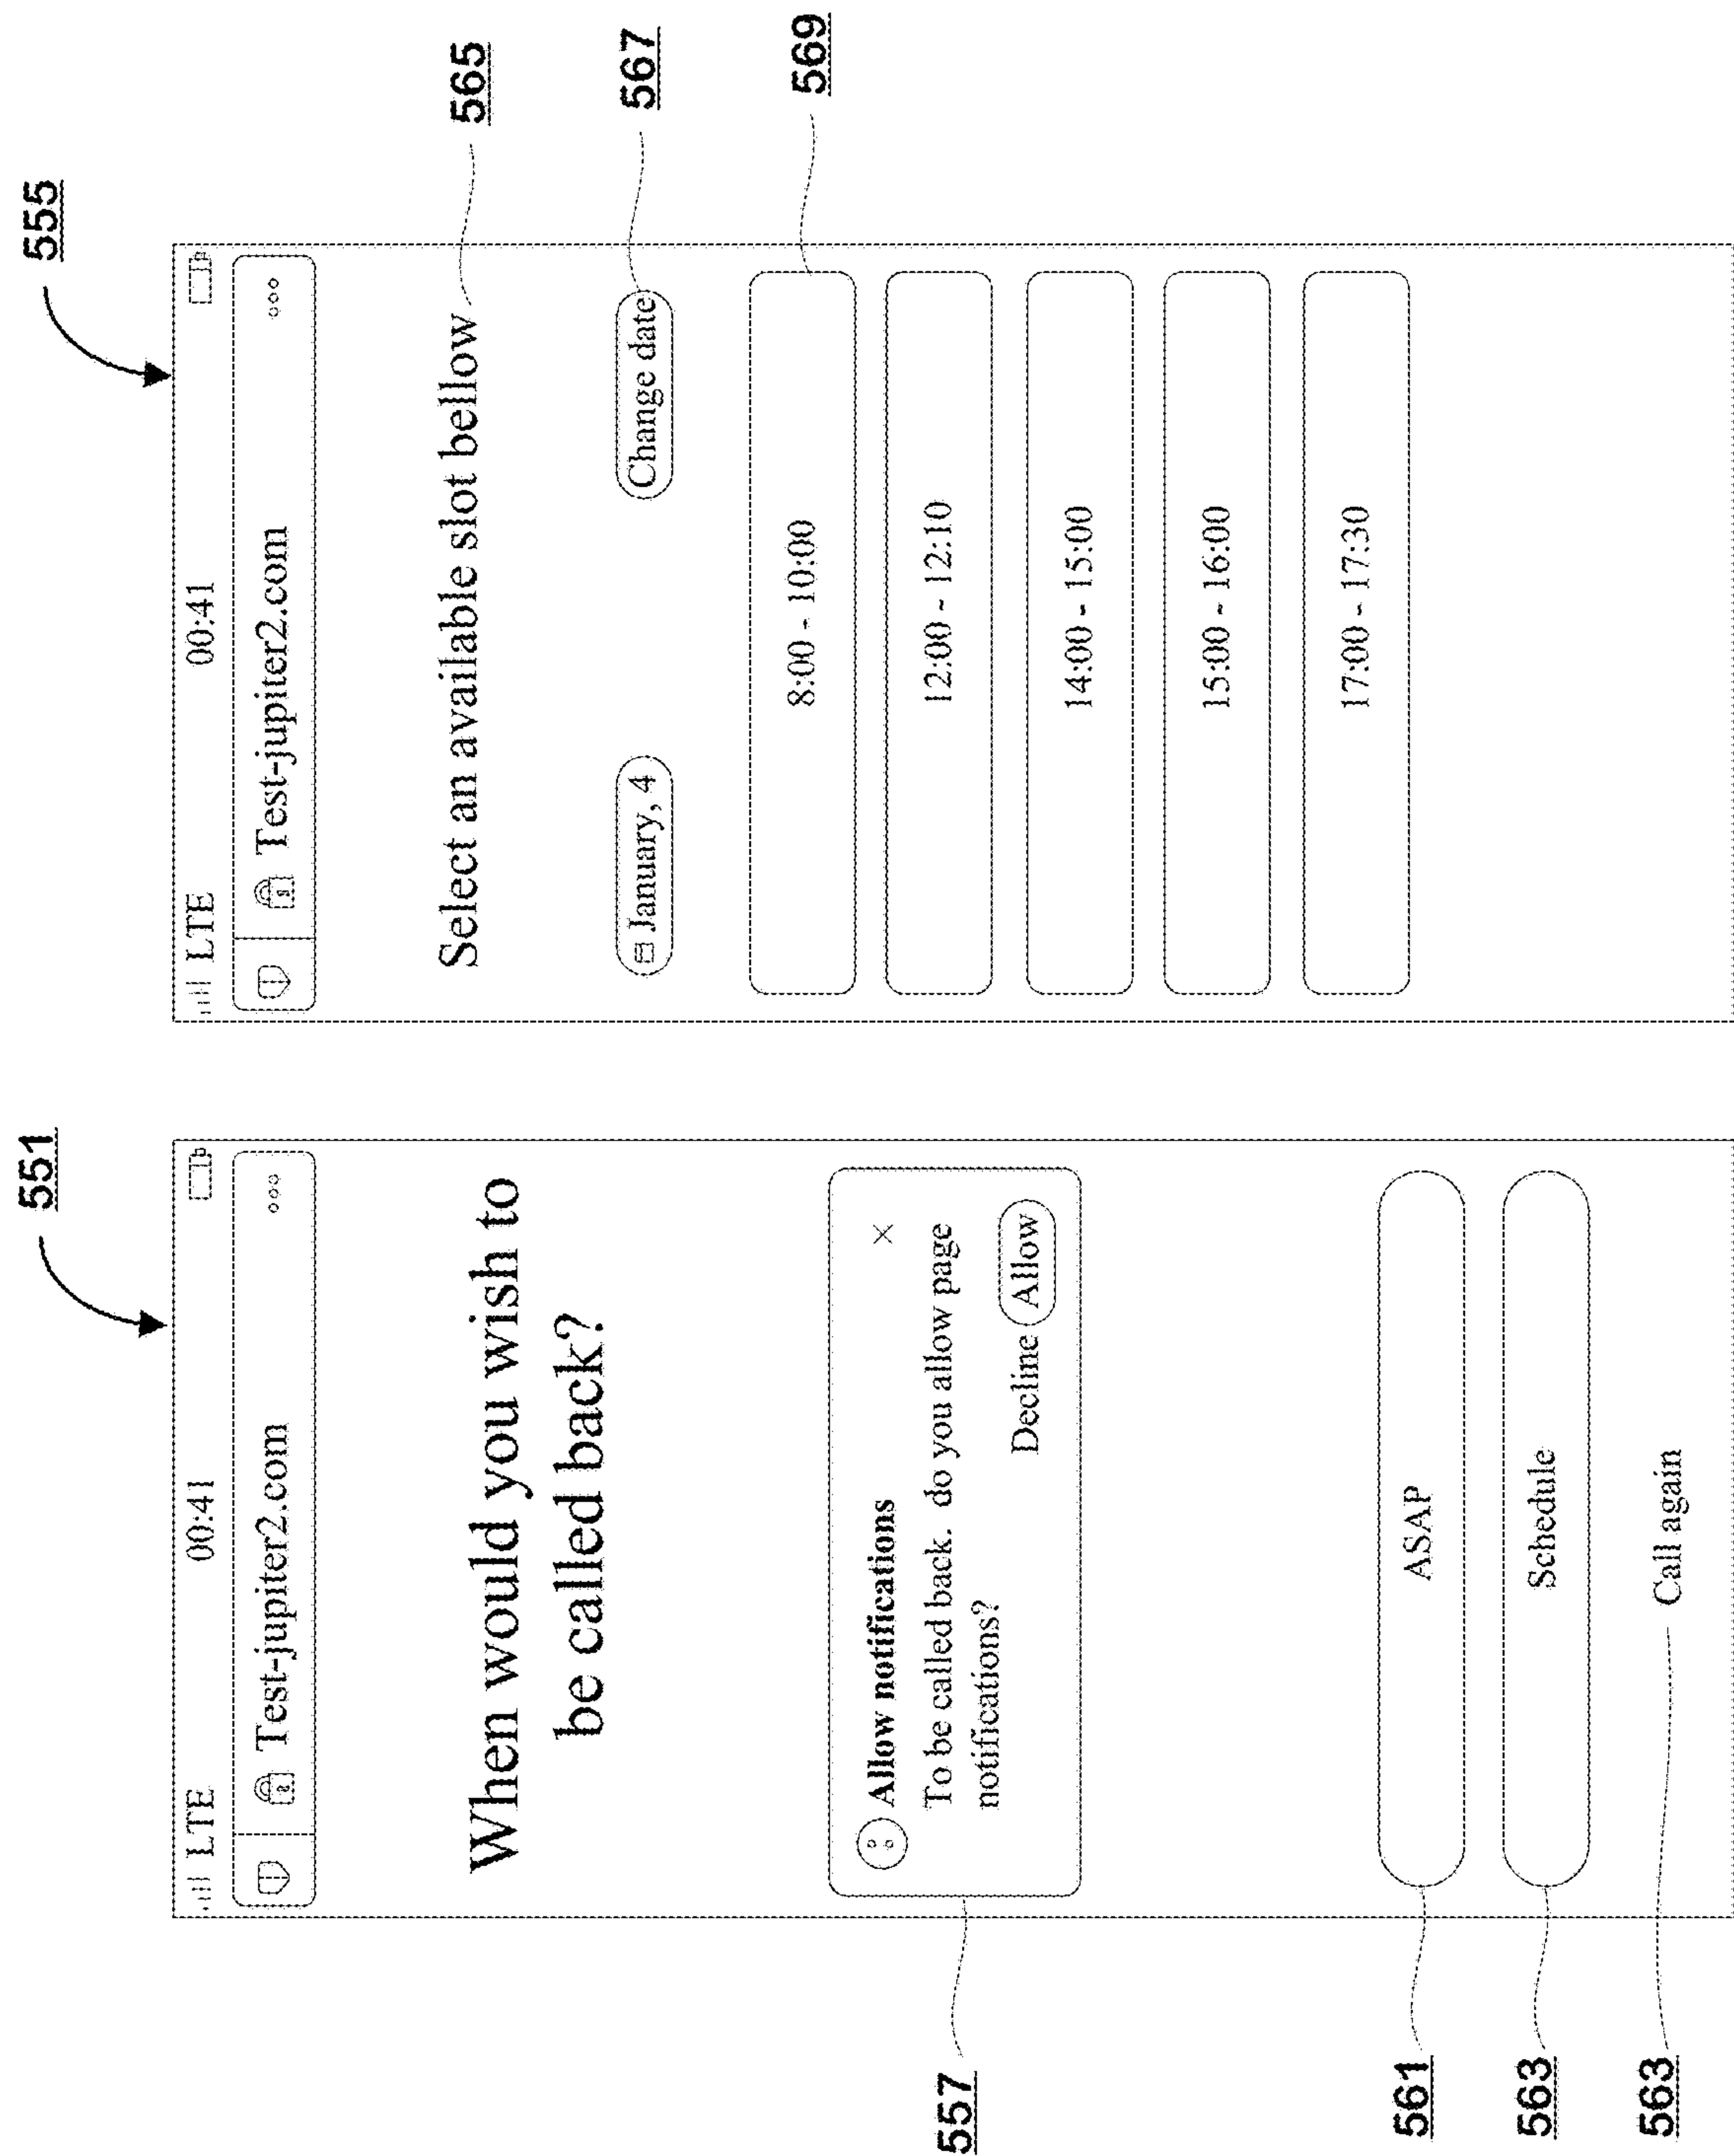 551
LTE 00:41
Test-jupiter2.com
When would you wish to
be called back?
Allow notifications ×
To be called back. do you allow page
notifications?
Decline Allow
557
ASAP
561
Schedule
563
Call again
563
555
LTE 00:41
Test-jupiter2.com
Select an available slot bellow
565
January, 4 Change date
567
8:00 - 10:00
569
12:00 - 12:10
14:00 - 15:00
15:00 - 16:00
17:00 - 17:30